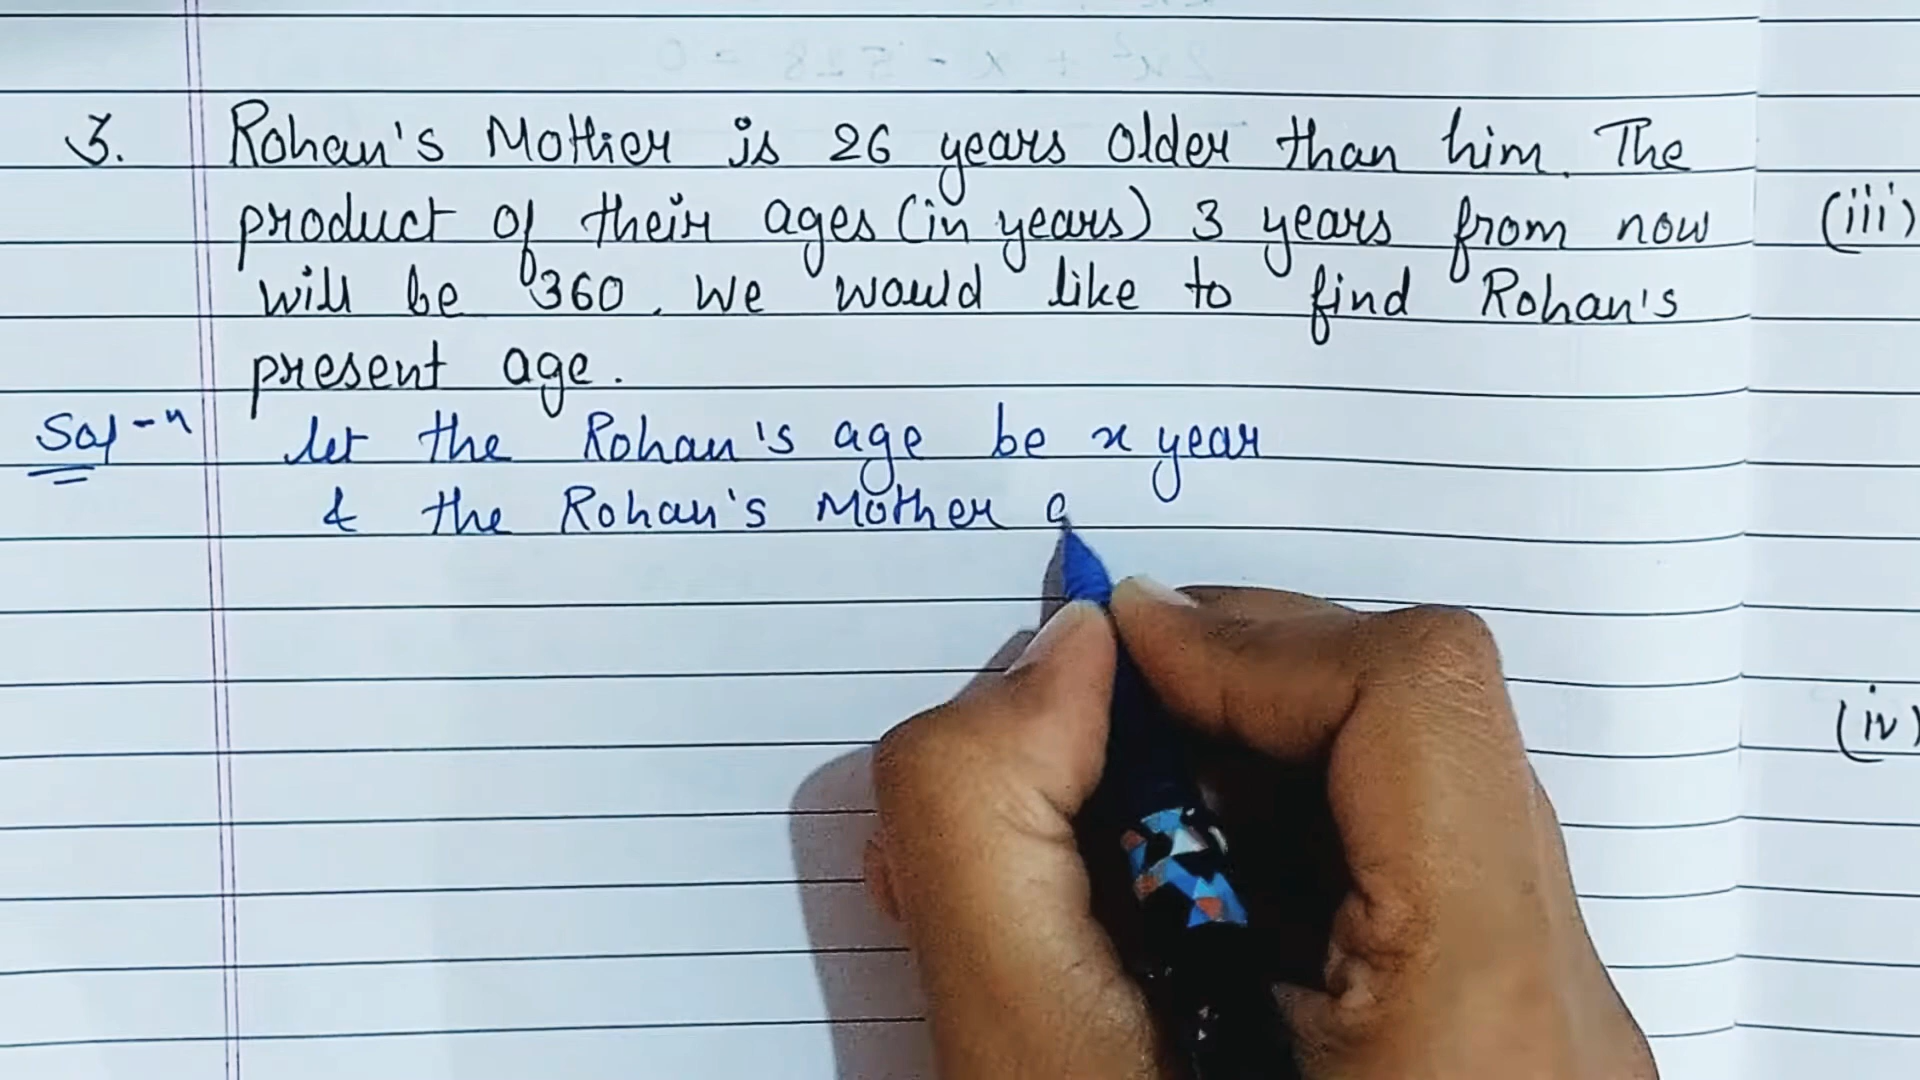 3. Rohan's Mother is 26 years older than him. The
product of their ages (in years) 3 years from now
will be 360. We would like to find Rohan's
present age.
Sol-n let the Rohan's age be x year
& the Rohan's Mother a
(iii)
(iv)